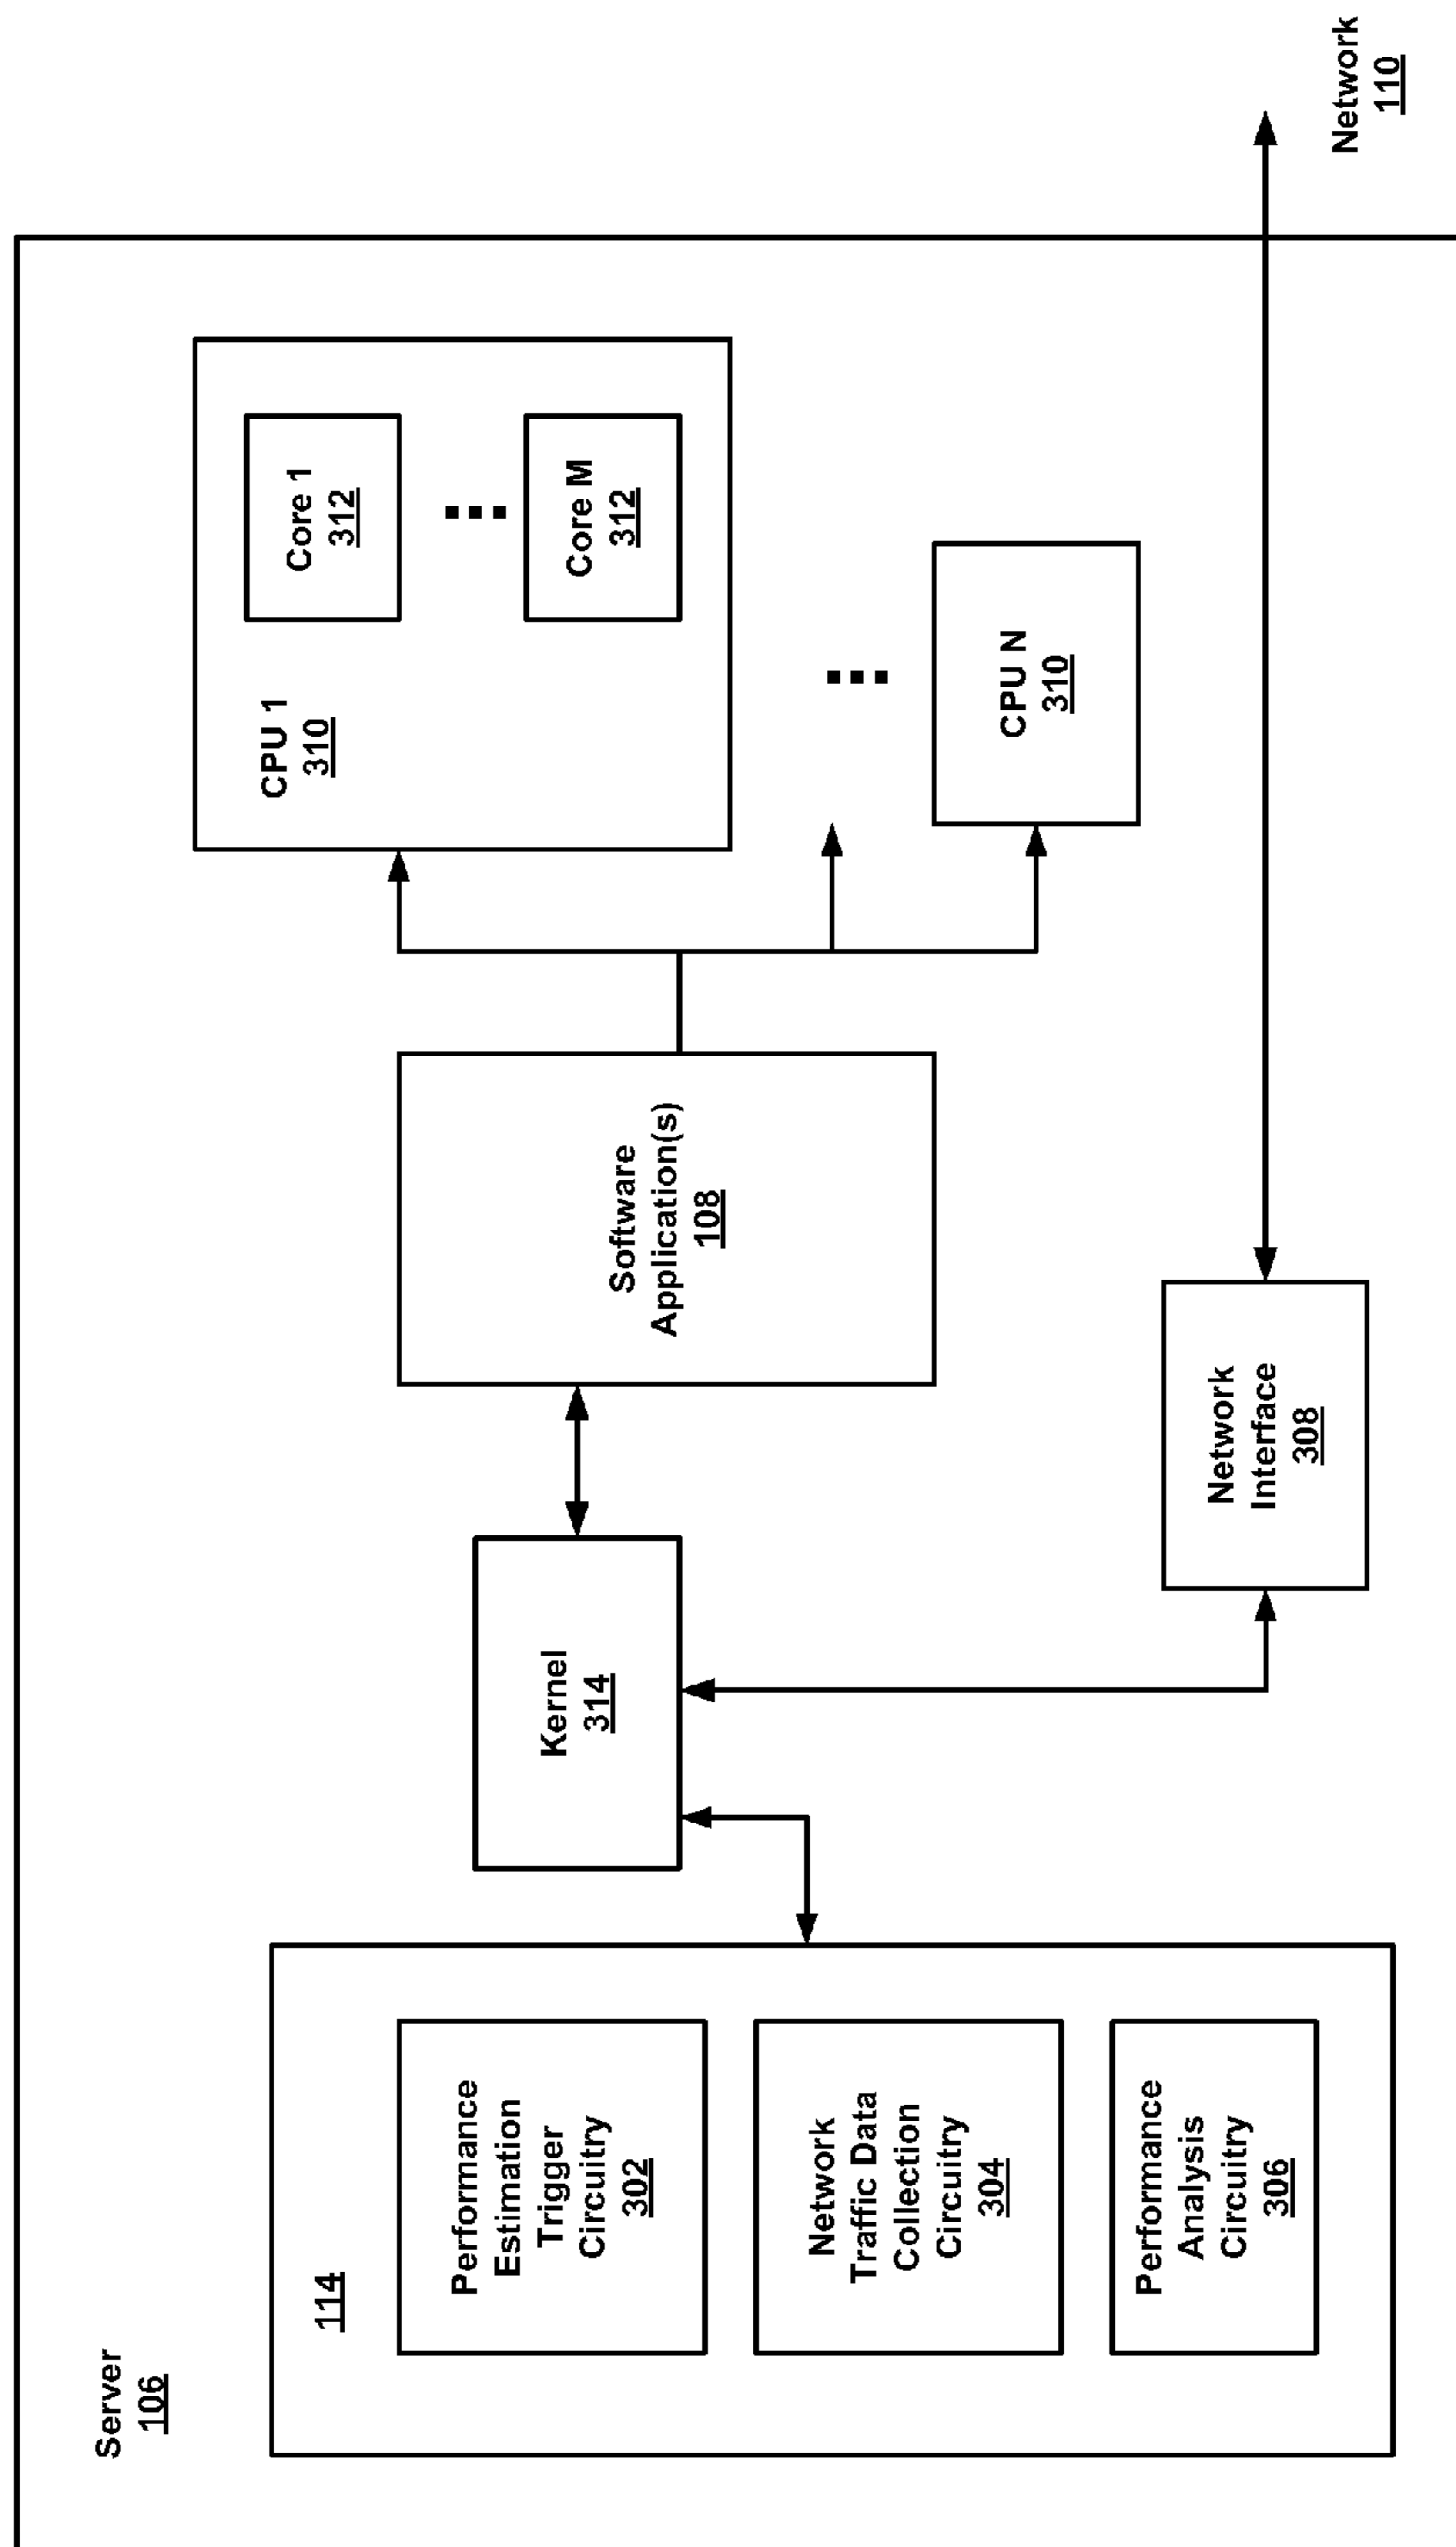 Server
106
114
Performance
Estimation
Trigger
Circuitry
302
Network
Traffic Data
Collection
Circuitry
304
Performance
Analysis
Circuitry
306
Kernel
314
Software
Application(s)
108
Network
Interface
308
CPU 1
310
Core 1
312
Core M
312
CPU N
310
Network
110